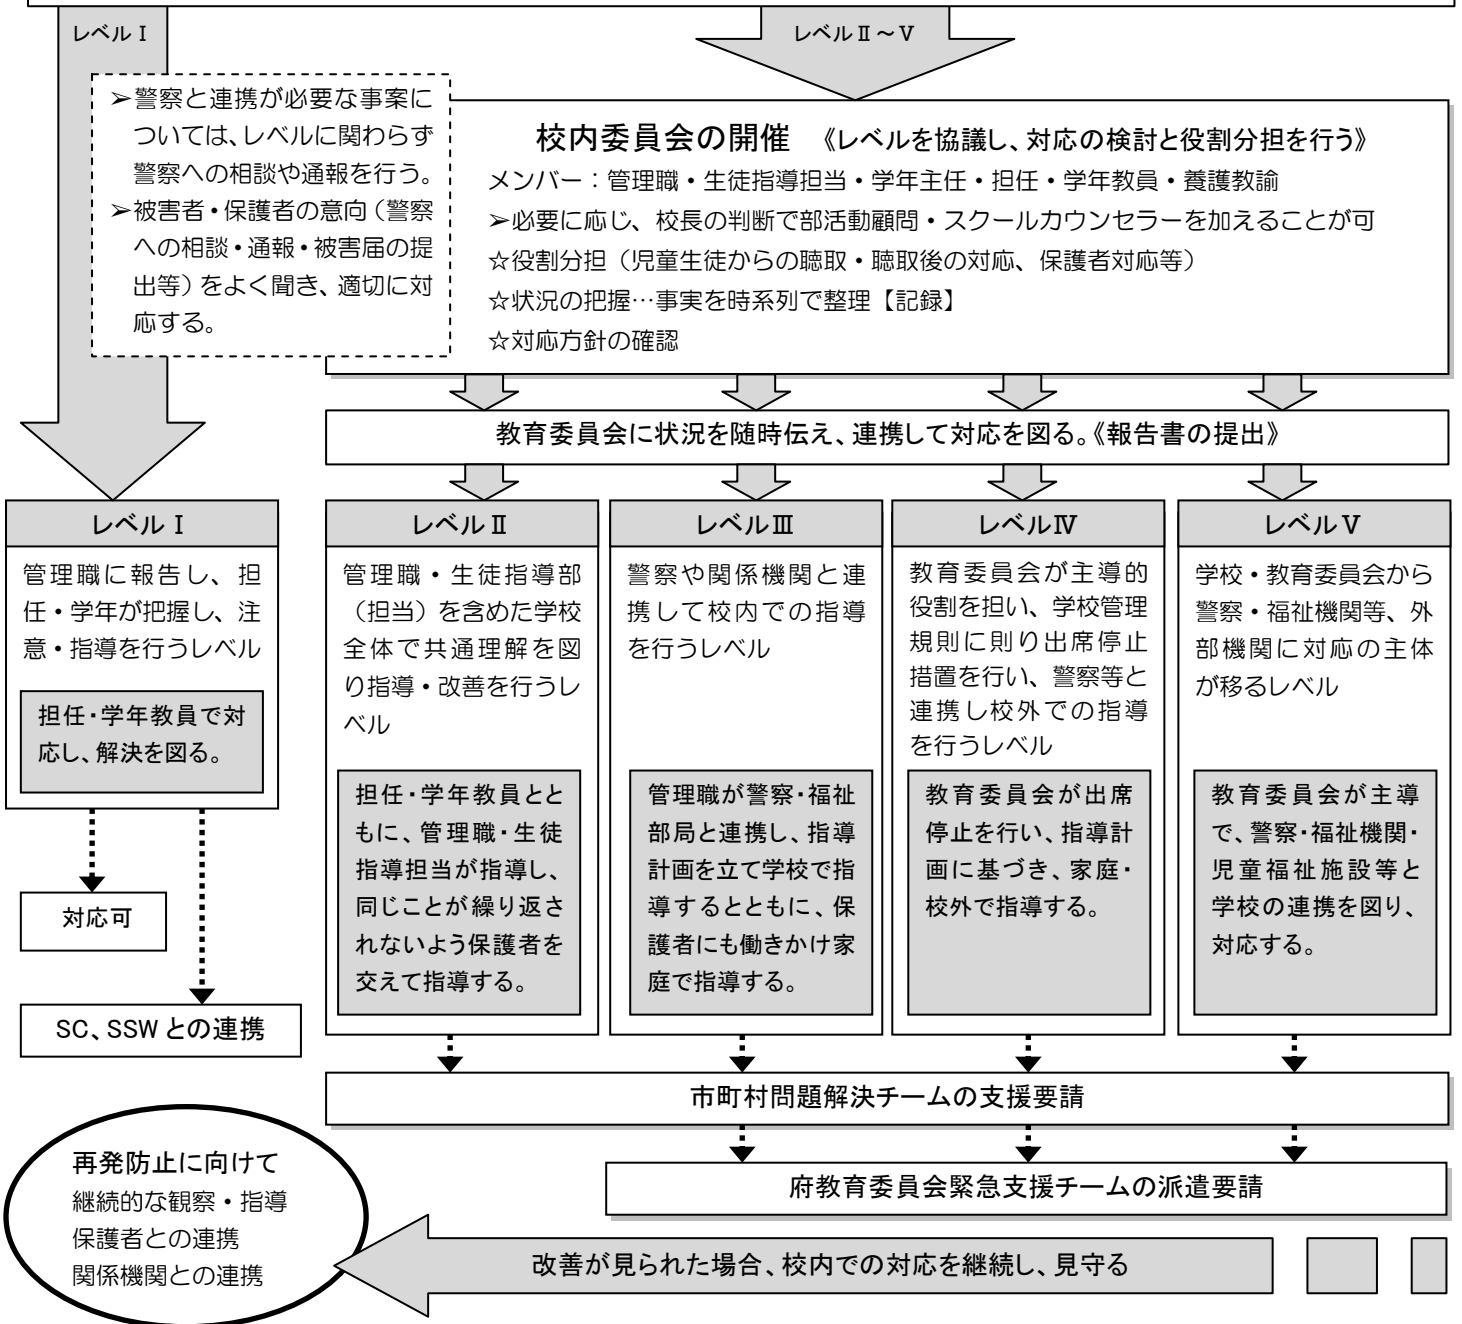 レベルⅠ
レベルⅡ～Ⅴ
➢警察と連携が必要な事案に
ついては、レベルに関わらず
警察への相談や通報を行う。
➢被害者・保護者の意向（警察
への相談・通報・被害届の提
出等）をよく聞き、適切に対
応する。
校内委員会の開催　《レベルを協議し、対応の検討と役割分担を行う》
メンバー：管理職・生徒指導担当・学年主任・担任・学年教員・養護教諭
➢必要に応じ、校長の判断で部活動顧問・スクールカウンセラーを加えることが可
☆役割分担（児童生徒からの聴取・聴取後の対応、保護者対応等）
☆状況の把握…事実を時系列で整理【記録】
☆対応方針の確認
教育委員会に状況を随時伝え、連携して対応を図る。《報告書の提出》
レベルⅠ
管理職に報告し、担
任・学年が把握し、注
意・指導を行うレベル
担任・学年教員で対
応し、解決を図る。
対応可
SC、SSWとの連携
レベルⅡ
管理職・生徒指導部
（担当）を含めた学校
全体で共通理解を図
り指導・改善を行うレ
ベル
担任・学年教員とと
もに、管理職・生徒
指導担当が指導し、
同じことが繰り返さ
れないよう保護者を
交えて指導する。
レベルⅢ
警察や関係機関と連
携して校内での指導
を行うレベル
管理職が警察・福祉
部局と連携し、指導
計画を立て学校で指
導するとともに、保
護者にも働きかけ家
庭で指導する。
レベルⅣ
教育委員会が主導的
役割を担い、学校管理
規則に則り出席停止
措置を行い、警察等と
連携し校外での指導
を行うレベル
教育委員会が出席
停止を行い、指導計
画に基づき、家庭・
校外で指導する。
レベルⅤ
学校・教育委員会から
警察・福祉機関等、外
部機関に対応の主体
が移るレベル
教育委員会が主導
で、警察・福祉機関・
児童福祉施設等と
学校の連携を図り、
対応する。
市町村問題解決チームの支援要請
府教育委員会緊急支援チームの派遣要請
改善が見られた場合、校内での対応を継続し、見守る
再発防止に向けて
継続的な観察・指導
保護者との連携
関係機関との連携